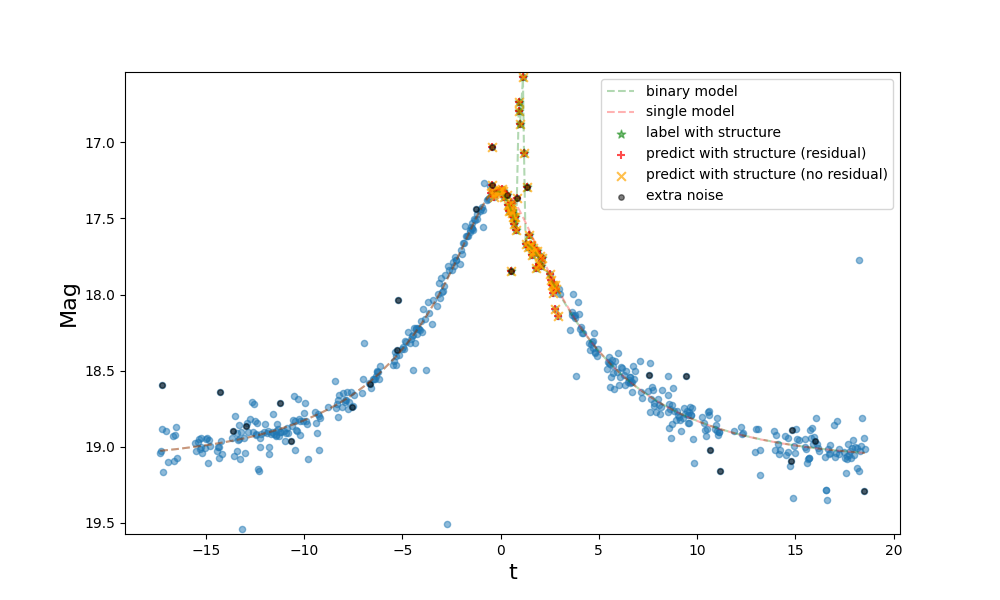 binary model
single model
label with structure
predict with structure (residual)
predict with structure (no residual)
extra noise
17.0
17.5
18.0
18.5
19.0
19.5
Mag
−15
−10
−5
0
5
10
15
20
t